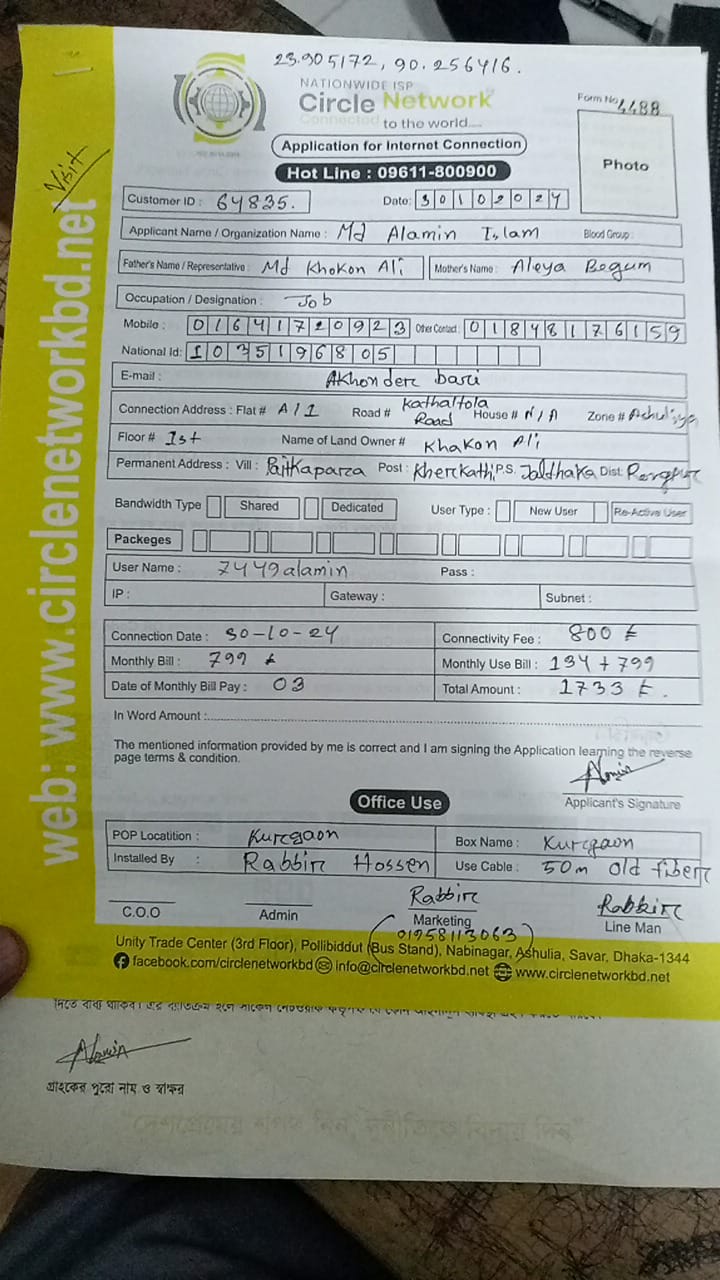 23.905172, 90.256416.
NATIONWIDE ISP
Circle Network
Connected
to the world....
Form No. 4488
Application for Internet Connection
Hot Line : 09611-800900
Photo
Visit
web: www.circlenetworkbd.net
Customer ID : 64835. Date: 30102024
Applicant Name / Organization Name : Md Alamin Islam Blood Group :
Father's Name / Representative : Md Khokon Ali Mother's Name : Aleya Begum
Occupation / Designation : Job
Mobile : 01641720923 Other Contact : 01848176159
National Id: 1035196805
E-mail : Akhonder bari
Connection Address : Flat # A/1 Road # Kathaltola Road House # N/A Zone # Ashuliya
Floor # 1st Name of Land Owner # Khakon Ali
Permanent Address : Vill : Paitkapara Post : Kherkathi P.S. Jaldhaka Dist: Rangpur
Bandwidth Type Shared Dedicated User Type : New User Re-Active User
Packeges
User Name : 7449alamin Pass :
IP : Gateway : Subnet :
Connection Date : 30-10-24 Connectivity Fee : 800 ৳
Monthly Bill : 799 ৳ Monthly Use Bill : 134 + 799
Date of Monthly Bill Pay : 03 Total Amount : 1733 ৳.
In Word Amount :
The mentioned information provided by me is correct and I am signing the Application learning the reverse
page terms & condition.
Alamin
Applicant's Signature
Office Use
POP Locatition : Kurgaon Box Name : Kurgaon
Installed By : Rabbir Hossen Use Cable : 50m old fiber
Rabbir Rabbir
C.O.O Admin Marketing Line Man
01958113063
Unity Trade Center (3rd Floor), Pollibiddut (Bus Stand), Nabinagar, Ashulia, Savar, Dhaka-1344
facebook.com/circlenetworkbd info@circlenetworkbd.net www.circlenetworkbd.net
Alamin
গ্রাহকের পুরো নাম ও স্বাক্ষর
"দেশপ্রেমের শপথ নিন, দুর্নীতিকে বিদায় দিন"